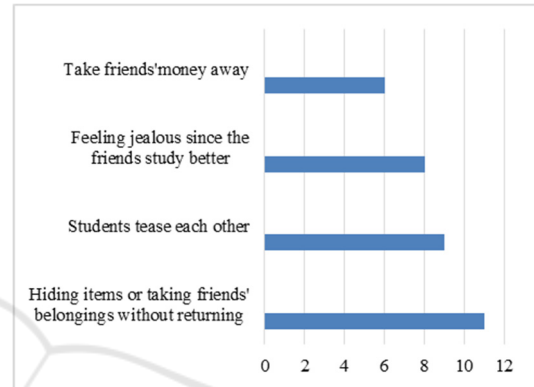 Take friends'money away
Feeling jealous since the
friends study better
Students tease each other
Hiding items or taking friends'
belongings without returning
0 2 4 6 8 10 12